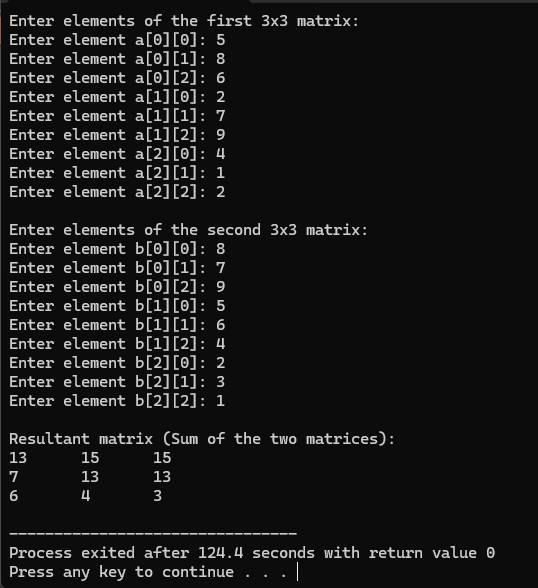 Enter elements of the first 3x3 matrix:
Enter element a[0][0]: 5
Enter element a[0][1]: 8
Enter element a[0][2]: 6
Enter element a[1][0]: 2
Enter element a[1][1]: 7
Enter element a[1][2]: 9
Enter element a[2][0]: 4
Enter element a[2][1]: 1
Enter element a[2][2]: 2

Enter elements of the second 3x3 matrix:
Enter element b[0][0]: 8
Enter element b[0][1]: 7
Enter element b[0][2]: 9
Enter element b[1][0]: 5
Enter element b[1][1]: 6
Enter element b[1][2]: 4
Enter element b[2][0]: 2
Enter element b[2][1]: 3
Enter element b[2][2]: 1

Resultant matrix (Sum of the two matrices):
13      15      15
7       13      13
6       4       3

--------------------------------
Process exited after 124.4 seconds with return value 0
Press any key to continue . . .